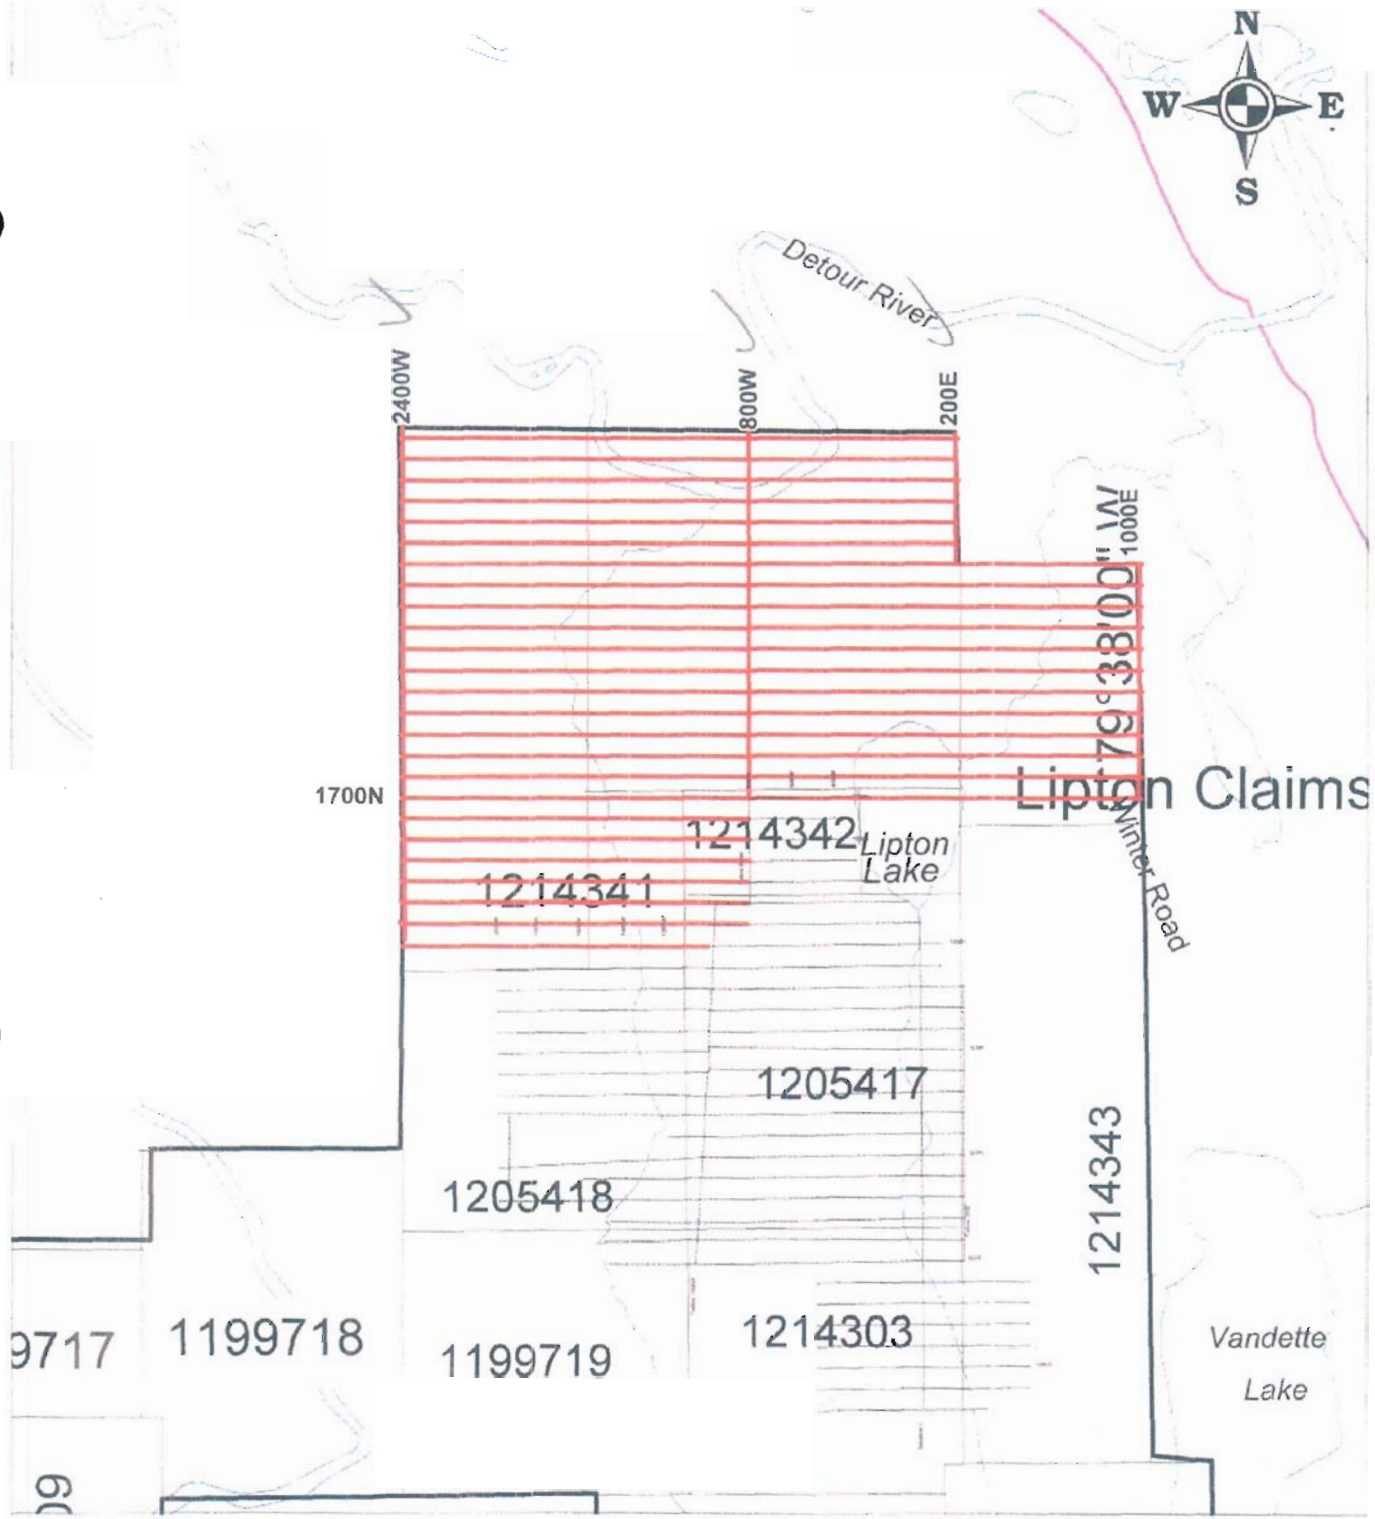 N
W E
S
Detour River
2400W
800W
200E
1000E
79°38'00" W
1700N
Lipton Claims
1214342
Lipton
Lake
1214341
Winter Road
1205417
1205418
1214343
9717
1199718
1199719
1214303
Vandette
Lake
09